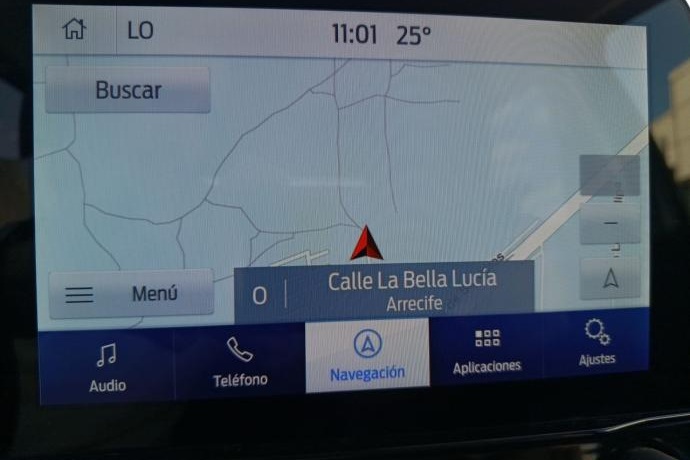 LO
11:01 25°
Buscar
Menú
0
Calle La Bella Lucía
Arrecife
Audio
Teléfono
Navegación
Aplicaciones
Ajustes